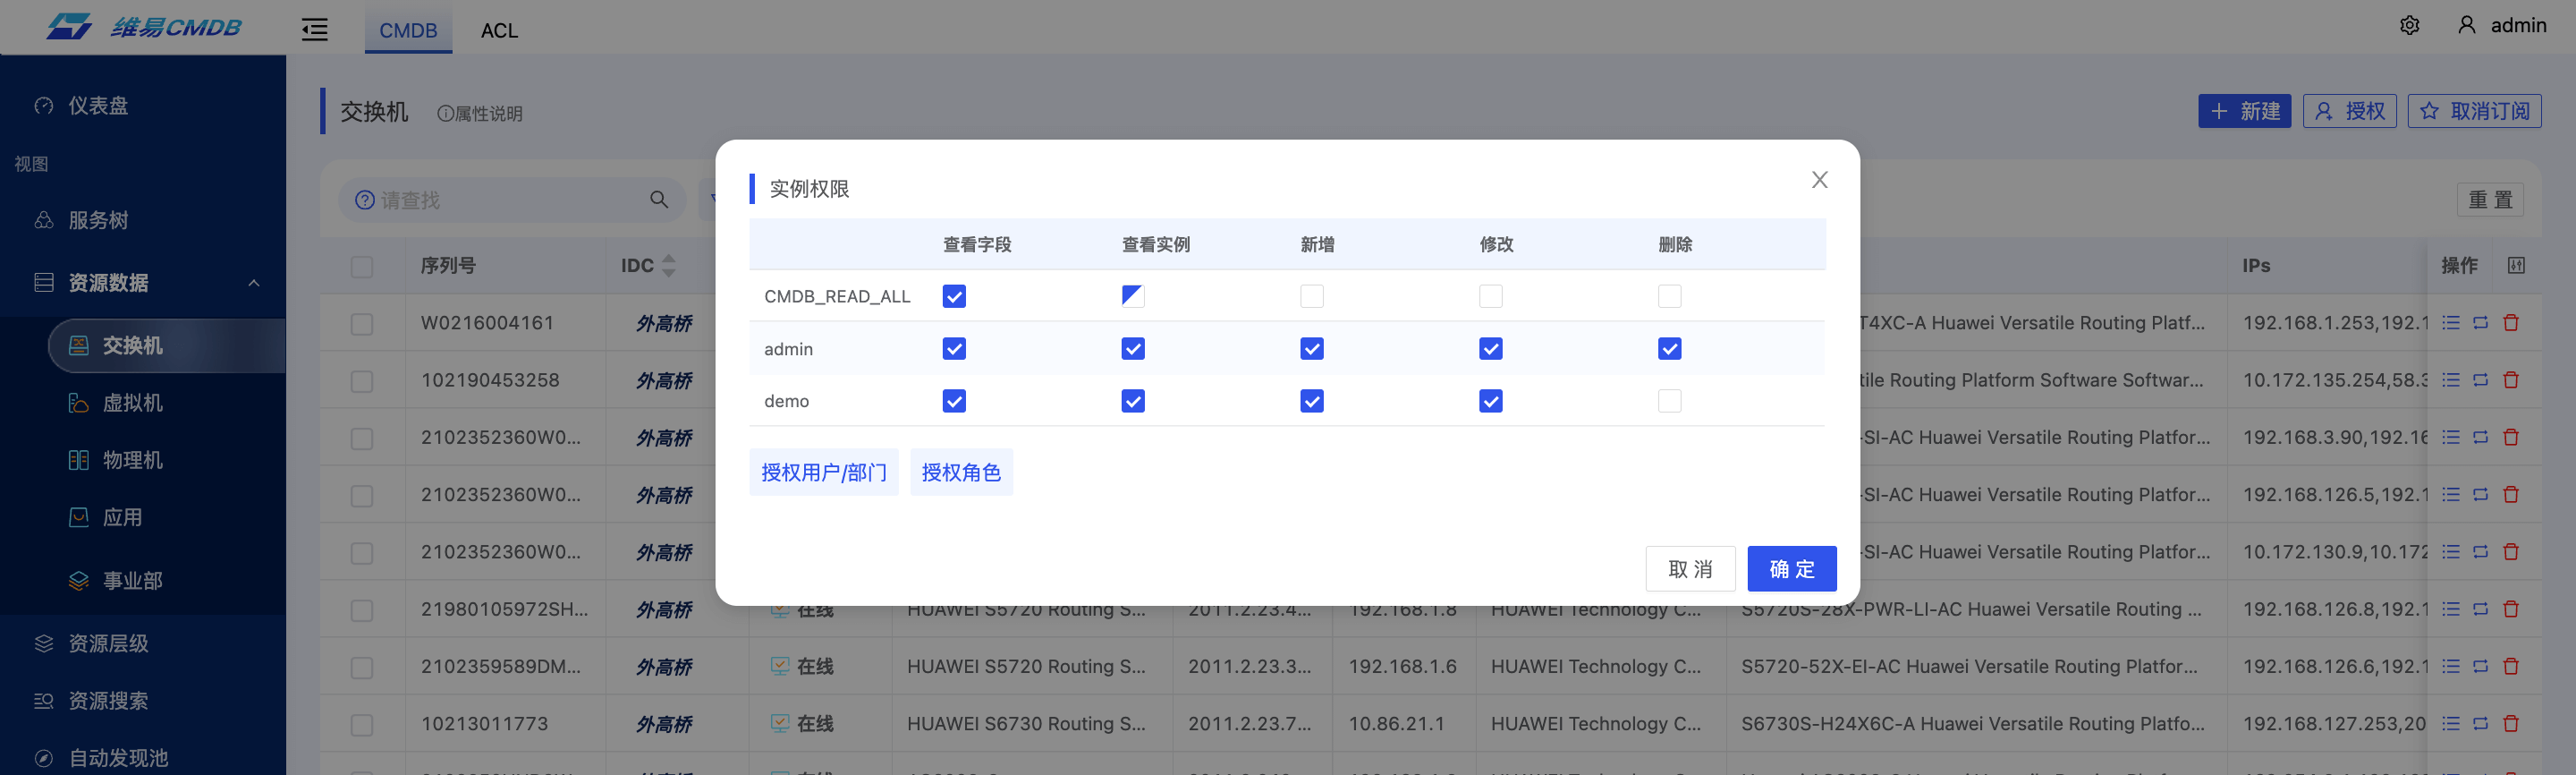 维易CMDB
CMDB ACL
admin
仪表盘
视图
服务树
资源数据
交换机
虚拟机
物理机
应用
事业部
资源层级
资源搜索
自动发现池
交换机 属性说明
新建 授权 取消订阅
请查找
重置
序列号 IDC IPs 操作
W0216004161 外高桥 T4XC-A Huawei Versatile Routing Platf... 192.168.1.253,192.1
102190453258 外高桥 tile Routing Platform Software Softwar... 10.172.135.254,58.3
2102352360W0... 外高桥 -SI-AC Huawei Versatile Routing Platfor... 192.168.3.90,192.16
2102352360W0... 外高桥 -SI-AC Huawei Versatile Routing Platfor... 192.168.126.5,192.1
2102352360W0... 外高桥 -SI-AC Huawei Versatile Routing Platfor... 10.172.130.9,10.172
21980105972SH... 外高桥 在线 HUAWEI S5720 Routing S... 2011.2.23.4... 192.168.1.8 HUAWEI Technology C... S5720S-28X-PWR-LI-AC Huawei Versatile Routing ... 192.168.126.8,192.1
2102359589DM... 外高桥 在线 HUAWEI S5720 Routing S... 2011.2.23.3... 192.168.1.6 HUAWEI Technology C... S5720-52X-EI-AC Huawei Versatile Routing Platfor... 192.168.126.6,192.1
10213011773 外高桥 在线 HUAWEI S6730 Routing S... 2011.2.23.7... 10.86.21.1 HUAWEI Technology C... S6730S-H24X6C-A Huawei Versatile Routing Platfo... 192.168.127.253,20
实例权限
查看字段 查看实例 新增 修改 删除
CMDB_READ_ALL
admin
demo
授权用户/部门 授权角色
取消 确定